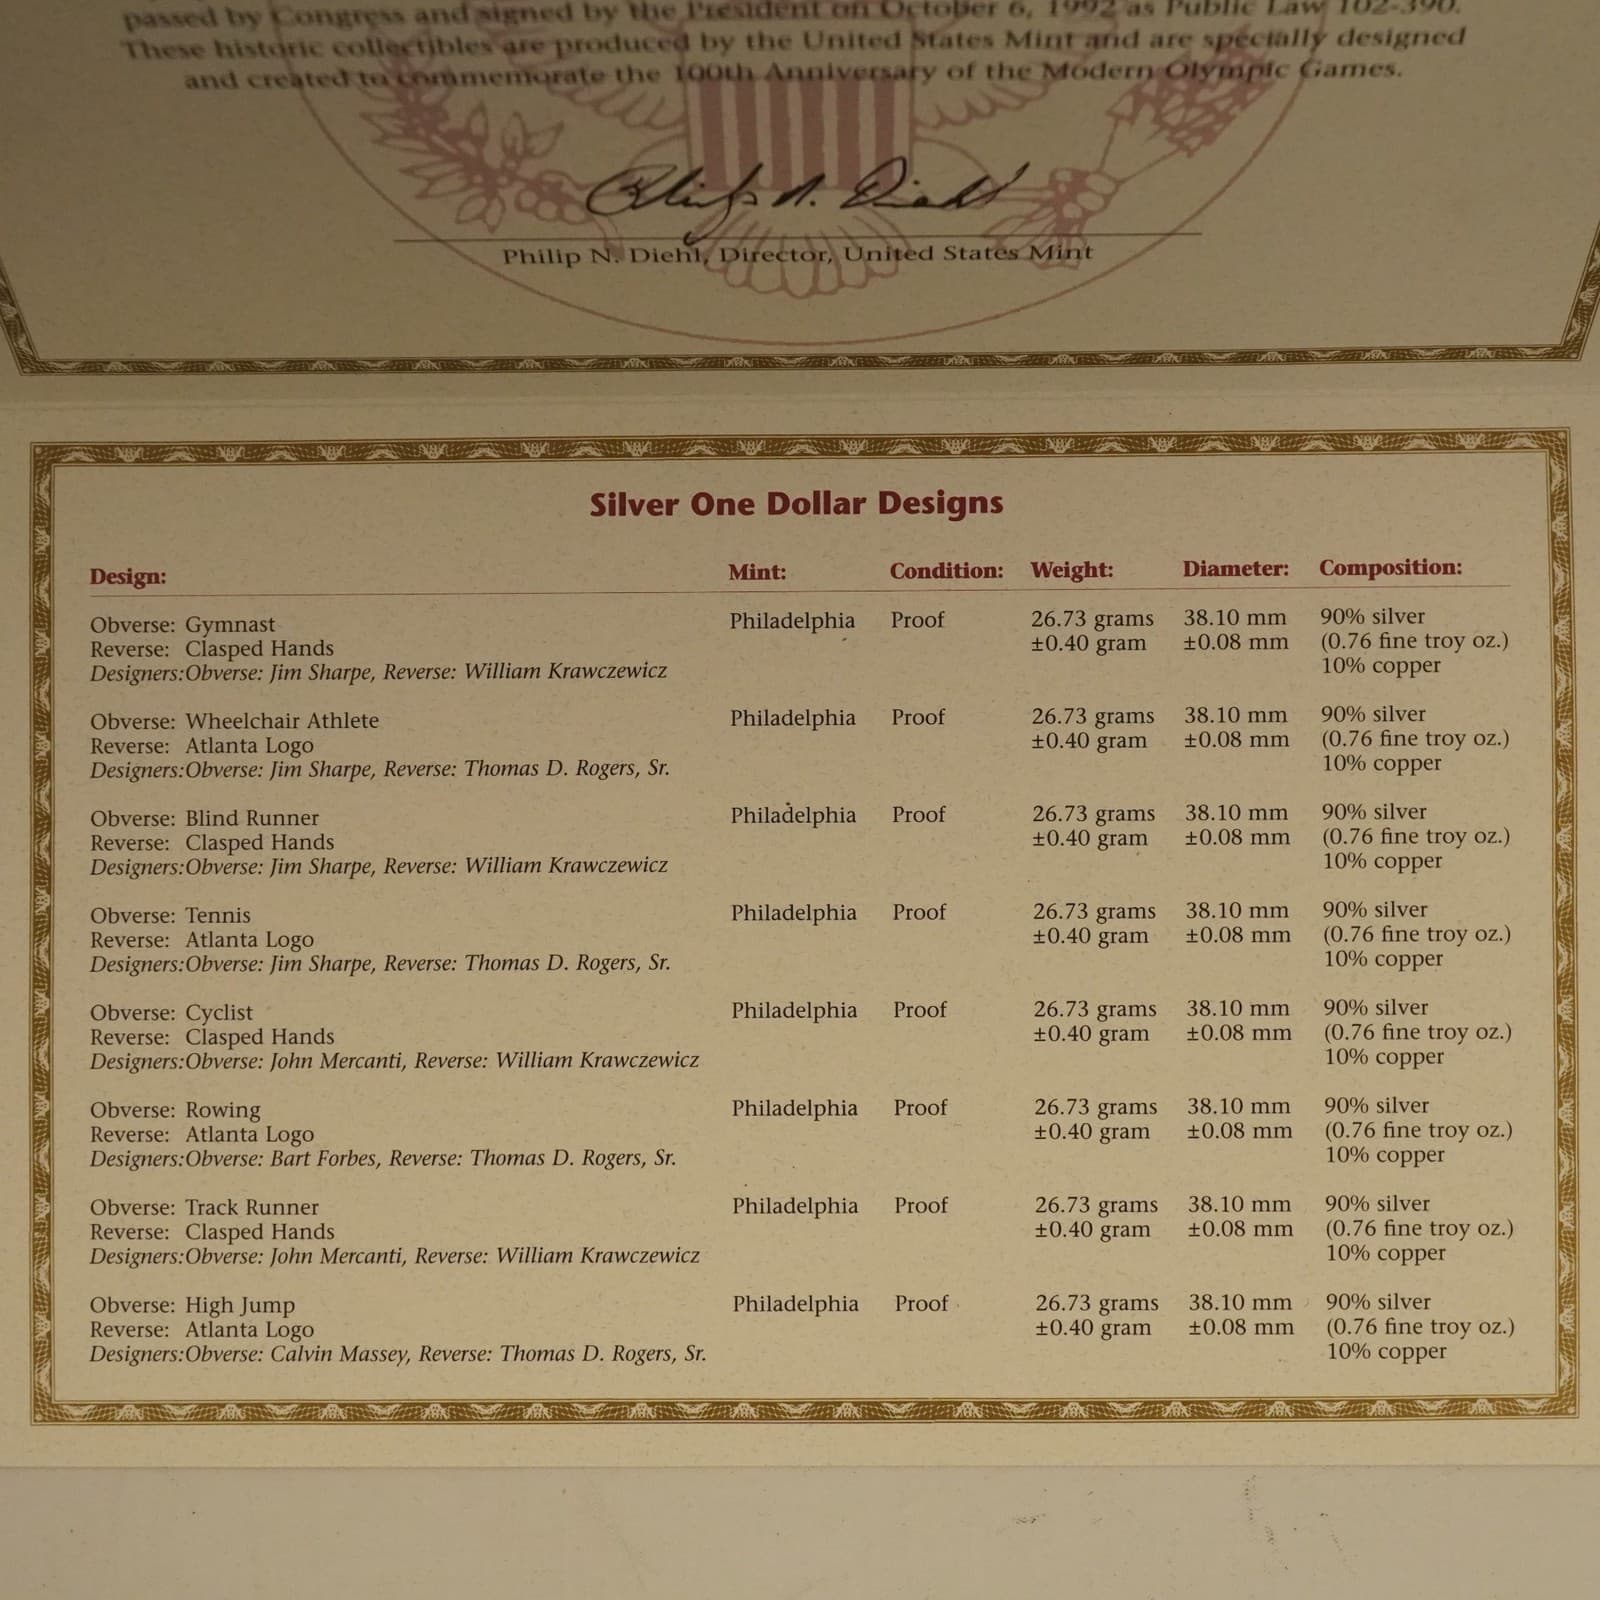 passed by Congress and signed by the President on October 6, 1992 as Public Law 102-390.
These historic collectibles are produced by the United States Mint and are specially designed
and created to commemorate the 100th Anniversary of the Modern Olympic Games.
Philip N. Diehl
Philip N. Diehl, Director, United States Mint
Silver One Dollar Designs
Design: Mint: Condition: Weight: Diameter: Composition:
Obverse: Gymnast Philadelphia Proof 26.73 grams 38.10 mm 90% silver
Reverse: Clasped Hands ±0.40 gram ±0.08 mm (0.76 fine troy oz.)
Designers:Obverse: Jim Sharpe, Reverse: William Krawczewicz 10% copper
Obverse: Wheelchair Athlete Philadelphia Proof 26.73 grams 38.10 mm 90% silver
Reverse: Atlanta Logo ±0.40 gram ±0.08 mm (0.76 fine troy oz.)
Designers:Obverse: Jim Sharpe, Reverse: Thomas D. Rogers, Sr. 10% copper
Obverse: Blind Runner Philadelphia Proof 26.73 grams 38.10 mm 90% silver
Reverse: Clasped Hands ±0.40 gram ±0.08 mm (0.76 fine troy oz.)
Designers:Obverse: Jim Sharpe, Reverse: William Krawczewicz 10% copper
Obverse: Tennis Philadelphia Proof 26.73 grams 38.10 mm 90% silver
Reverse: Atlanta Logo ±0.40 gram ±0.08 mm (0.76 fine troy oz.)
Designers:Obverse: Jim Sharpe, Reverse: Thomas D. Rogers, Sr. 10% copper
Obverse: Cyclist Philadelphia Proof 26.73 grams 38.10 mm 90% silver
Reverse: Clasped Hands ±0.40 gram ±0.08 mm (0.76 fine troy oz.)
Designers:Obverse: John Mercanti, Reverse: William Krawczewicz 10% copper
Obverse: Rowing Philadelphia Proof 26.73 grams 38.10 mm 90% silver
Reverse: Atlanta Logo ±0.40 gram ±0.08 mm (0.76 fine troy oz.)
Designers:Obverse: Bart Forbes, Reverse: Thomas D. Rogers, Sr. 10% copper
Obverse: Track Runner Philadelphia Proof 26.73 grams 38.10 mm 90% silver
Reverse: Clasped Hands ±0.40 gram ±0.08 mm (0.76 fine troy oz.)
Designers:Obverse: John Mercanti, Reverse: William Krawczewicz 10% copper
Obverse: High Jump Philadelphia Proof 26.73 grams 38.10 mm 90% silver
Reverse: Atlanta Logo ±0.40 gram ±0.08 mm (0.76 fine troy oz.)
Designers:Obverse: Calvin Massey, Reverse: Thomas D. Rogers, Sr. 10% copper